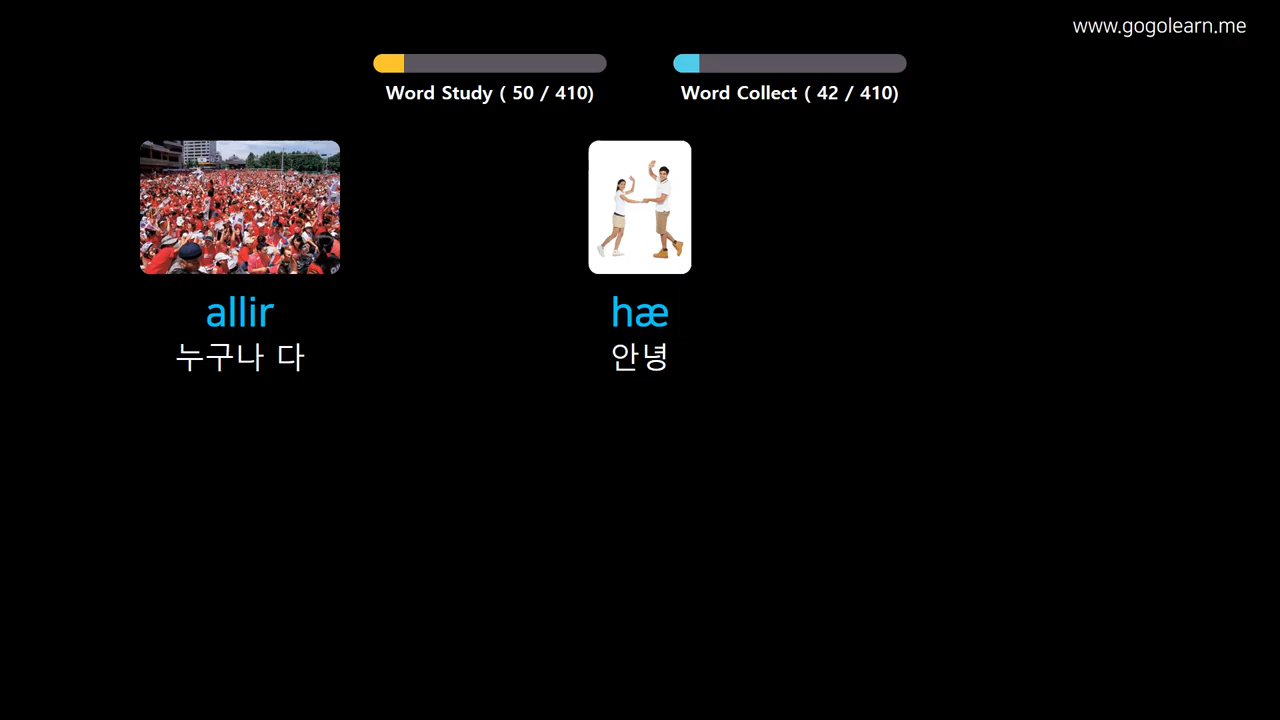 www.gogolearn.me
Word Study ( 50 / 410)
Word Collect ( 42 / 410)
allir
누구나 다
hæ
안녕